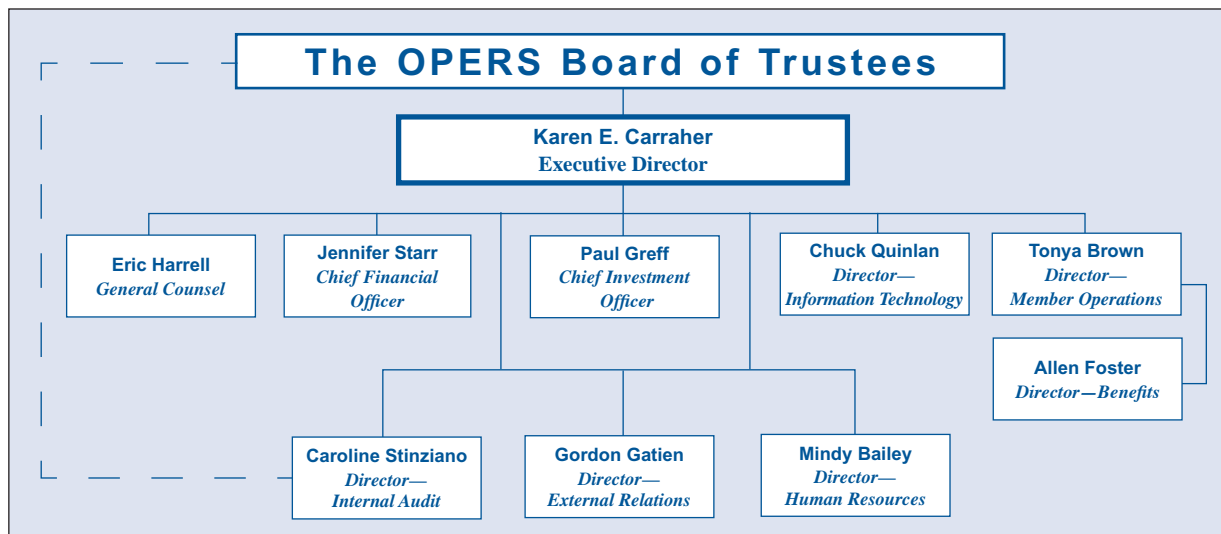 The OPERS Board of Trustees
Karen E. Carraher
Executive Director
Eric Harrell
General Counsel
Jennifer Starr
Chief Financial
Officer
Paul Greff
Chief Investment
Officer
Chuck Quinlan
Director—
Information Technology
Tonya Brown
Director—
Member Operations
Allen Foster
Director—Benefits
Caroline Stinziano
Director—
Internal Audit
Gordon Gatien
Director—
External Relations
Mindy Bailey
Director—
Human Resources